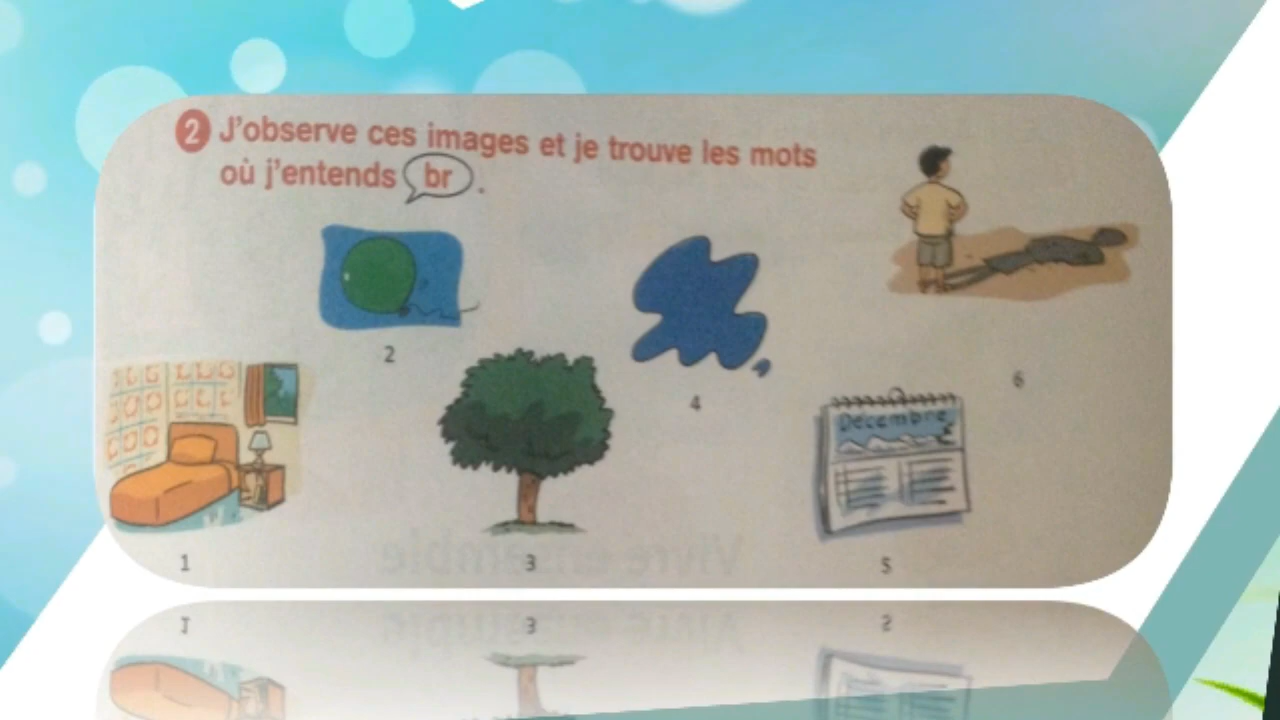 2 J'observe ces images et je trouve les mots
où j'entends br .
2
6
4
Décembre
1
3
5